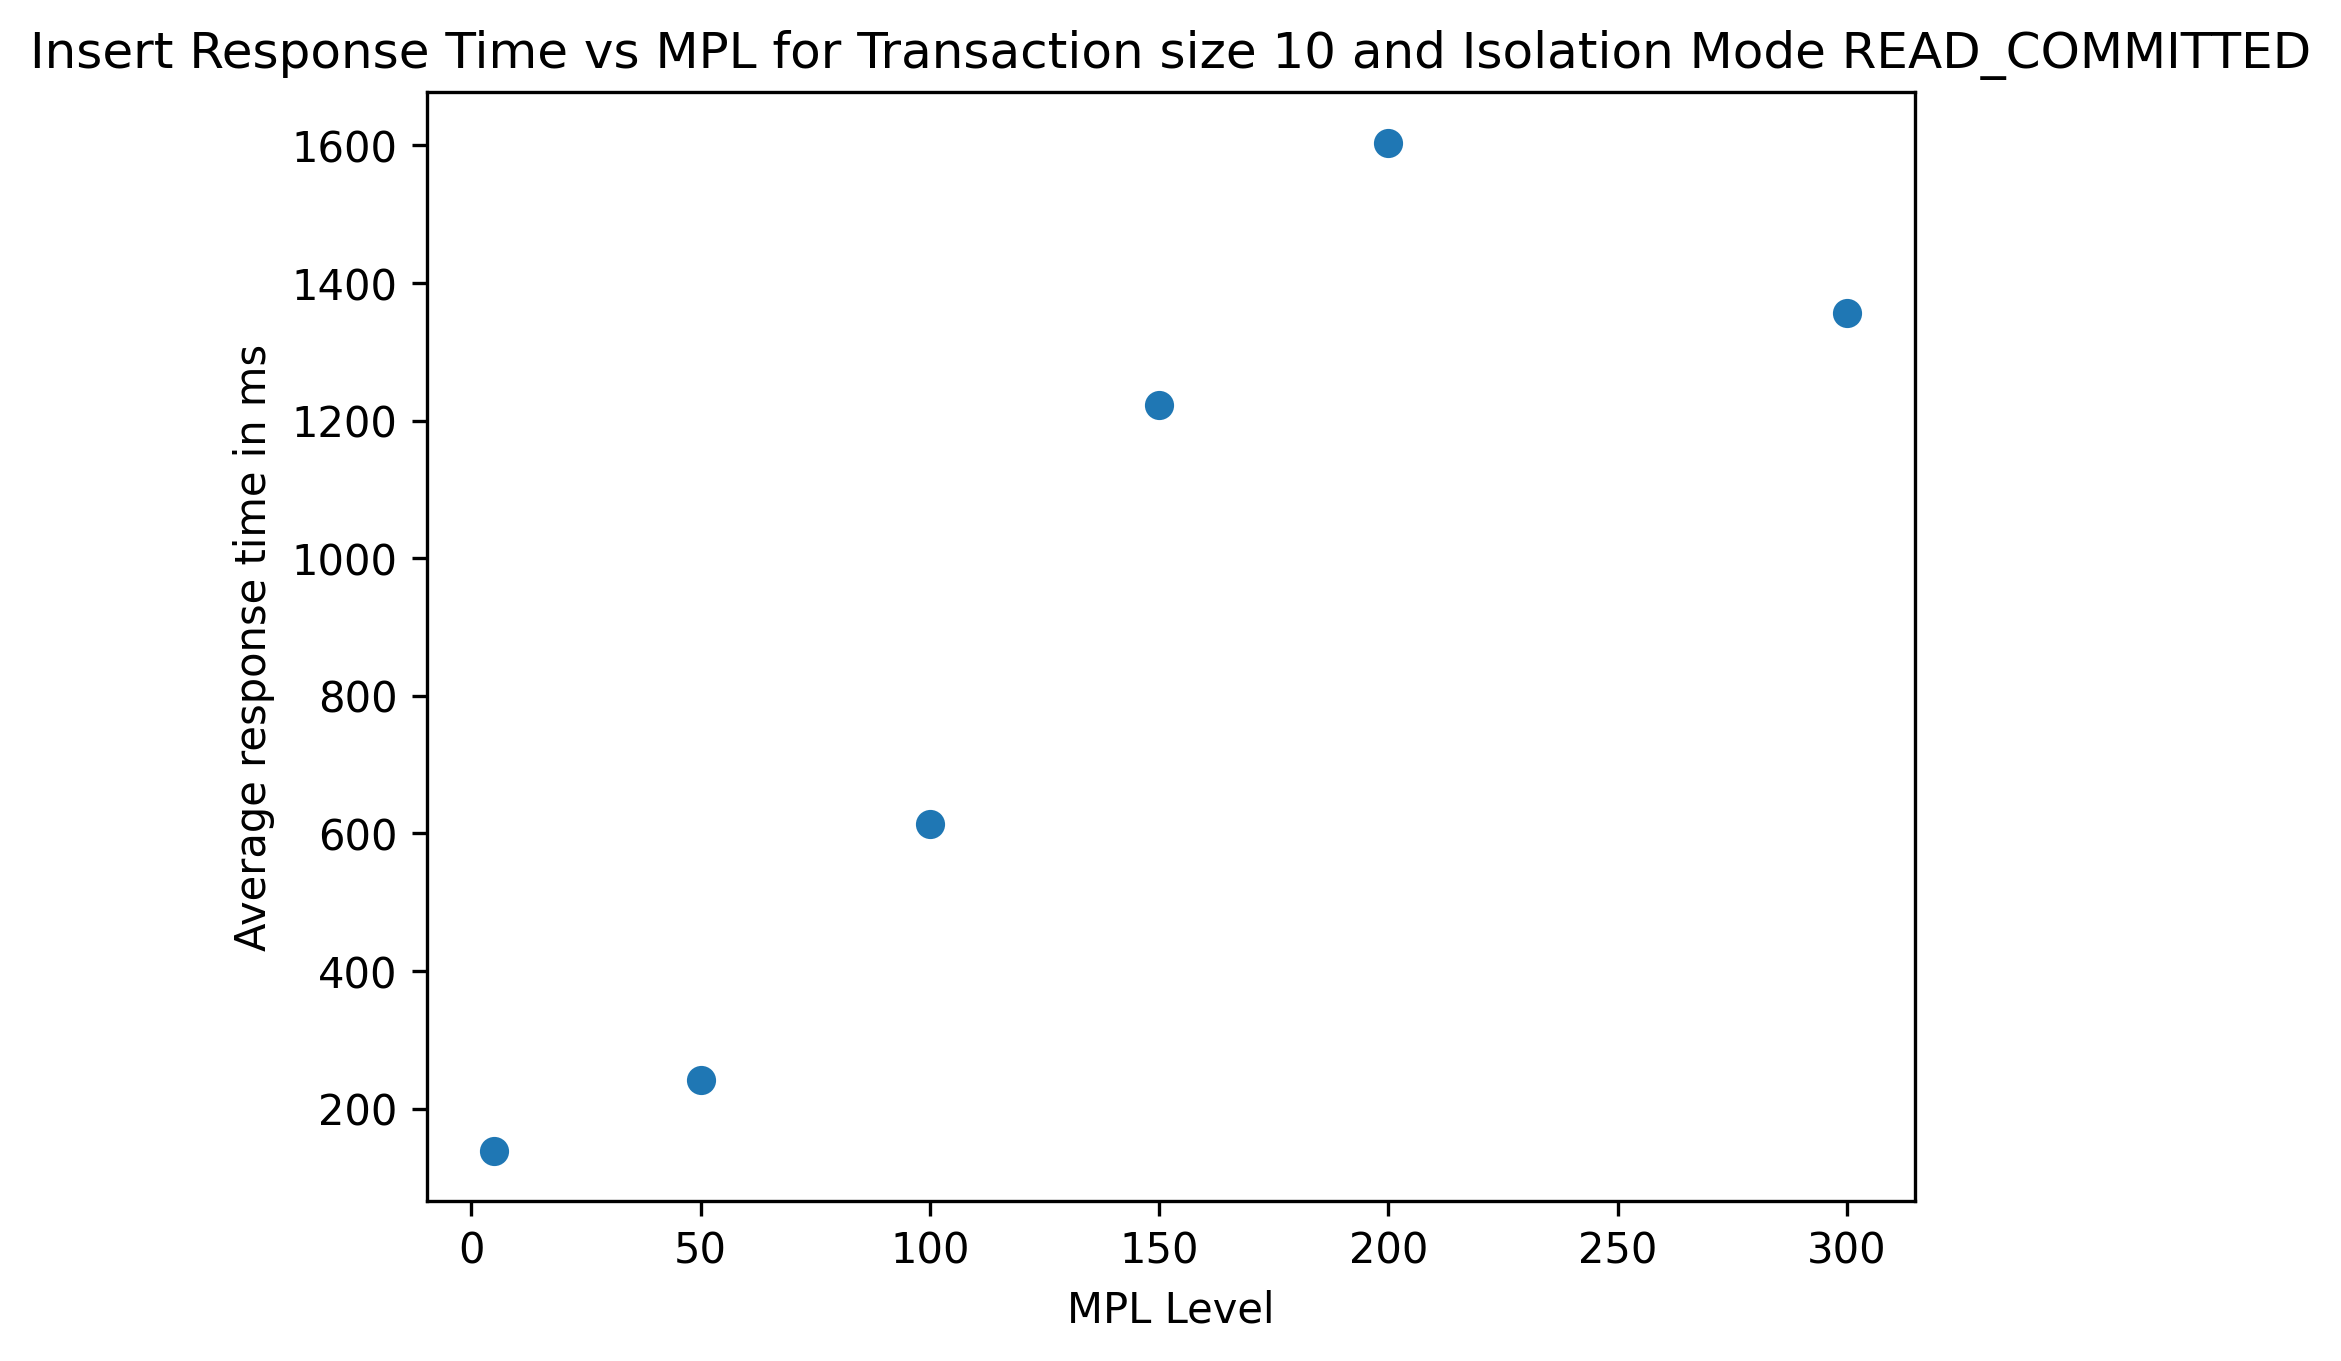 Insert Response Time vs MPL for Transaction size 10 and Isolation Mode READ_COMMITTED
1600
1400
1200
1000
800
600
400
200
Average response time in ms
0 50 100 150 200 250 300
MPL Level